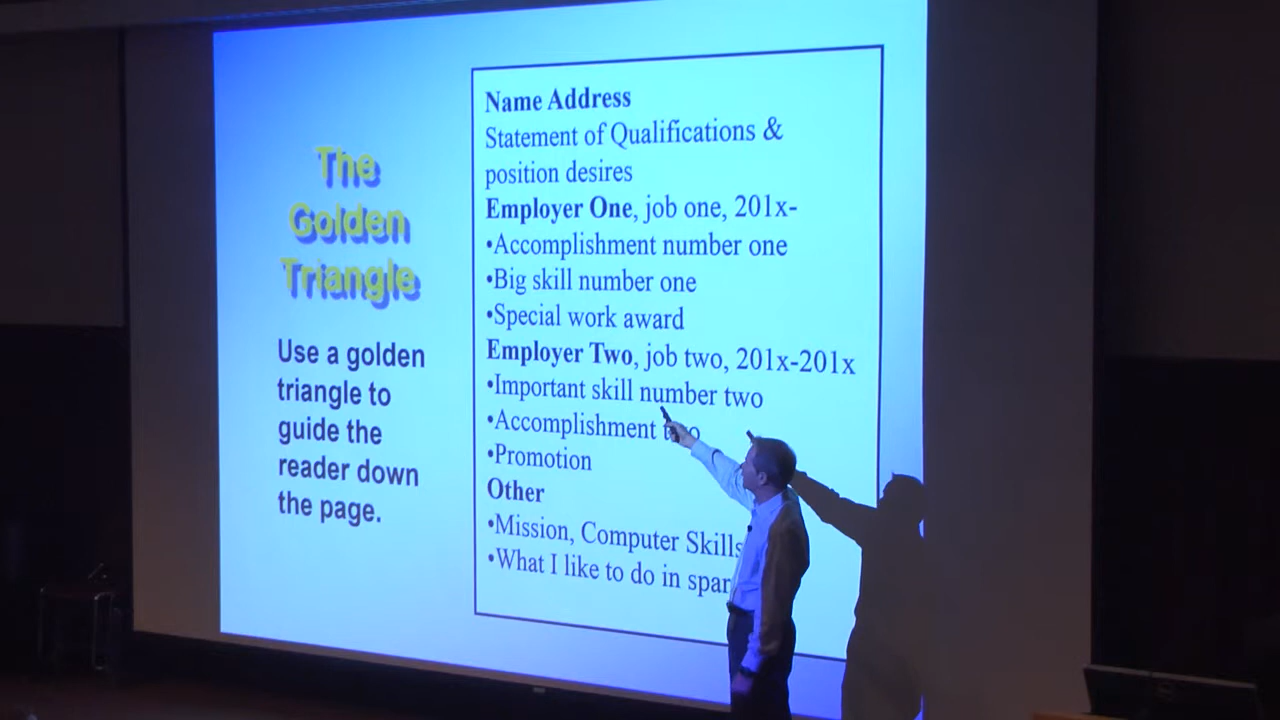 The
Golden
Triangle
Use a golden
triangle to
guide the
reader down
the page.
Name Address
Statement of Qualifications &
position desires
Employer One, job one, 201x-
•Accomplishment number one
•Big skill number one
•Special work award
Employer Two, job two, 201x-201x
•Important skill number two
•Accomplishment two
•Promotion
Other
•Mission, Computer Skills
•What I like to do in